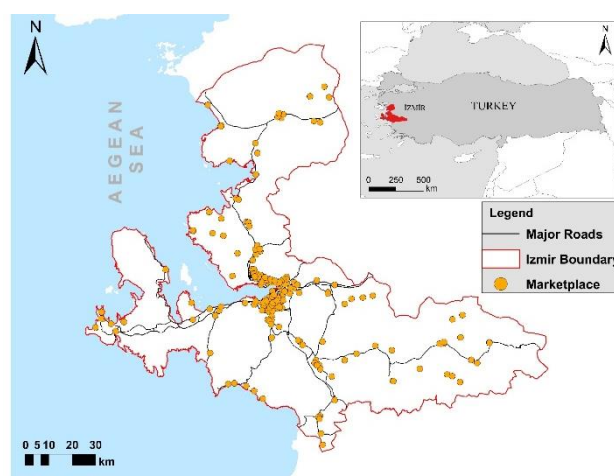 N
AEGEAN
SEA
0 5 10 20 30
km
N
İZMİR
TURKEY
0 250 500
km
Legend
Major Roads
Izmir Boundary
Marketplace